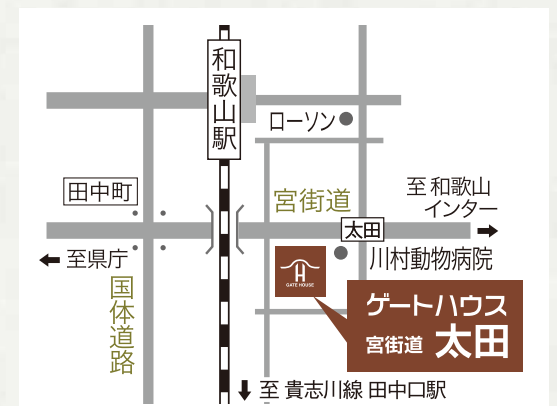 和歌山駅
ローソン
田中町
宮街道
至 和歌山
インター
太田
至県庁
川村動物病院
国体道路
H
GATE HOUSE
ゲートハウス
宮街道 太田
至 貴志川線 田中口駅